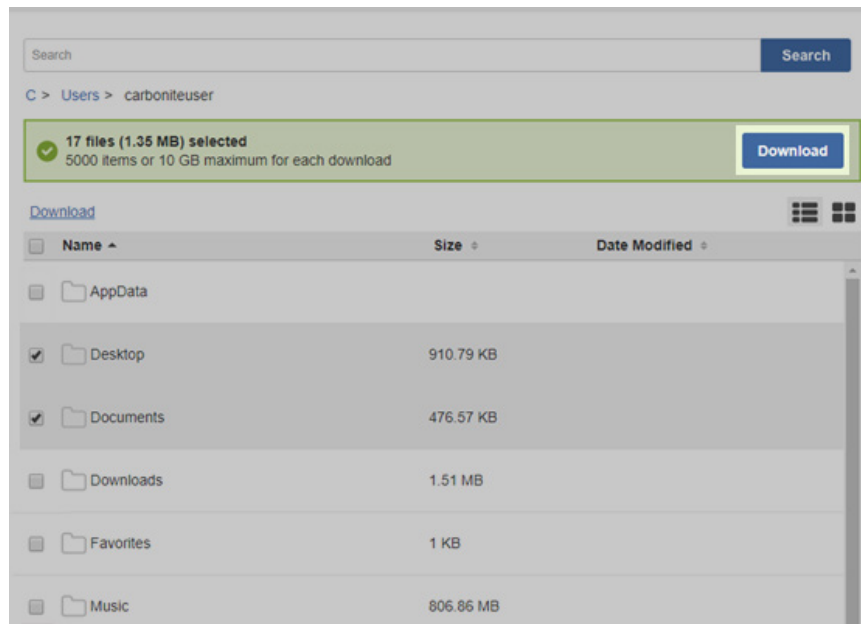 Search Search
C > Users > carboniteuser
17 files (1.35 MB) selected
5000 items or 10 GB maximum for each download
Download
Download
Name Size Date Modified
AppData
Desktop 910.79 KB
Documents 476.57 KB
Downloads 1.51 MB
Favorites 1 KB
Music 806.86 MB